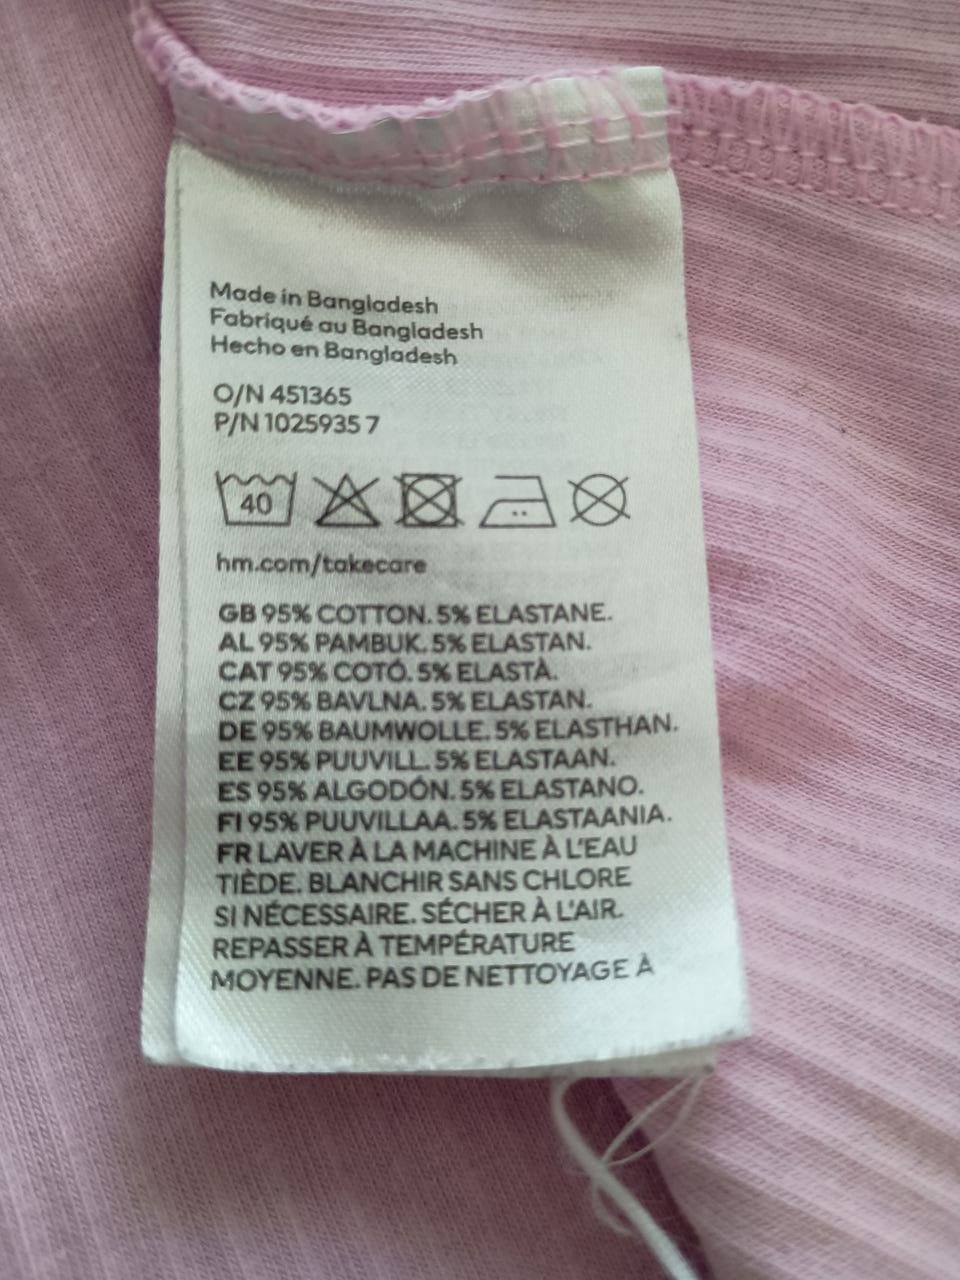 Made in Bangladesh
Fabriqué au Bangladesh
Hecho en Bangladesh
O/N 451365
P/N 1025935 7
40
hm.com/takecare
GB 95% COTTON. 5% ELASTANE.
AL 95% PAMBUK. 5% ELASTAN.
CAT 95% COTÓ. 5% ELASTÀ.
CZ 95% BAVLNA. 5% ELASTAN.
DE 95% BAUMWOLLE. 5% ELASTHAN.
EE 95% PUUVILL. 5% ELASTAAN.
ES 95% ALGODÓN. 5% ELASTANO.
FI 95% PUUVILLAA. 5% ELASTAANIA.
FR LAVER À LA MACHINE À L'EAU
TIÈDE. BLANCHIR SANS CHLORE
SI NÉCESSAIRE. SÉCHER À L'AIR.
REPASSER À TEMPÉRATURE
MOYENNE. PAS DE NETTOYAGE À